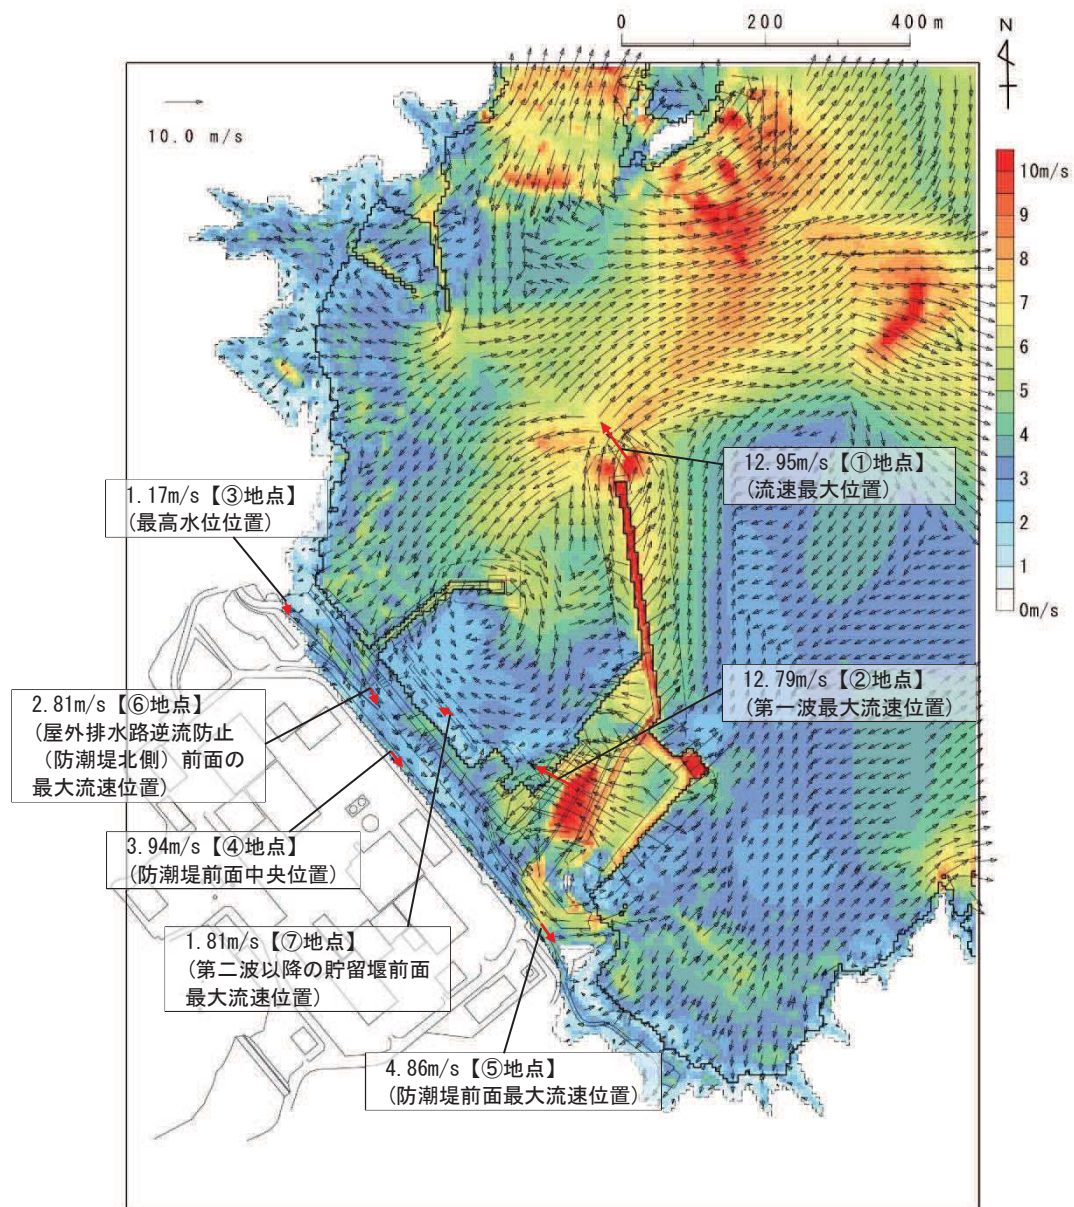 0 200 400m
N
10.0 m/s
10m/s
9
8
7
6
5
4
3
2
1
0m/s
12.95m/s【①地点】
(流速最大位置)
1.17m/s【③地点】
(最高水位位置)
12.79m/s【②地点】
(第一波最大流速位置)
2.81m/s【⑥地点】
(屋外排水路逆流防止
(防潮堤北側）前面の
最大流速位置)
3.94m/s【④地点】
(防潮堤前面中央位置)
1.81m/s【⑦地点】
(第二波以降の貯留堰前面
最大流速位置)
4.86m/s【⑤地点】
(防潮堤前面最大流速位置)